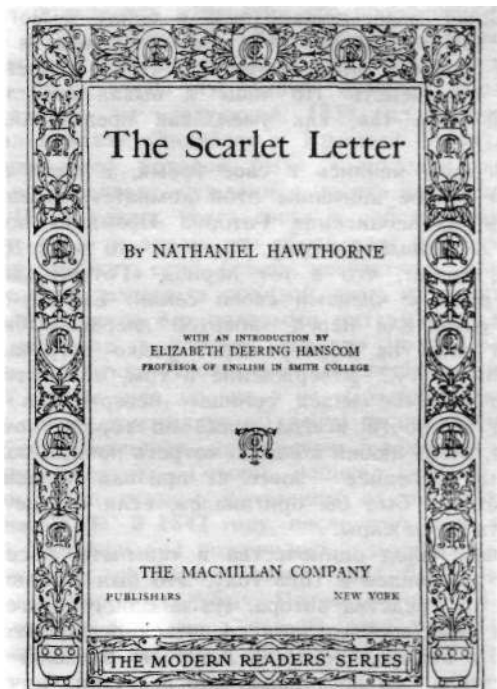 The Scarlet Letter
By NATHANIEL HAWTHORNE
WITH AN INTRODUCTION BY
ELIZABETH DEERING HANSCOM
PROFESSOR OF ENGLISH IN SMITH COLLEGE
THE MACMILLAN COMPANY
PUBLISHERS NEW YORK
THE MODERN READERS' SERIES